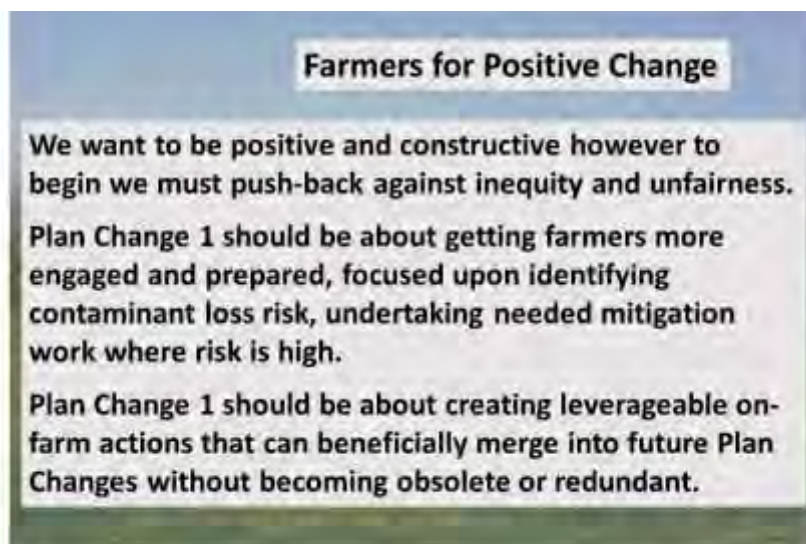 Farmers for Positive Change
We want to be positive and constructive however to
begin we must push-back against inequity and unfairness.
Plan Change 1 should be about getting farmers more
engaged and prepared, focused upon identifying
contaminant loss risk, undertaking needed mitigation
work where risk is high.
Plan Change 1 should be about creating leverageable on-
farm actions that can beneficially merge into future Plan
Changes without becoming obsolete or redundant.